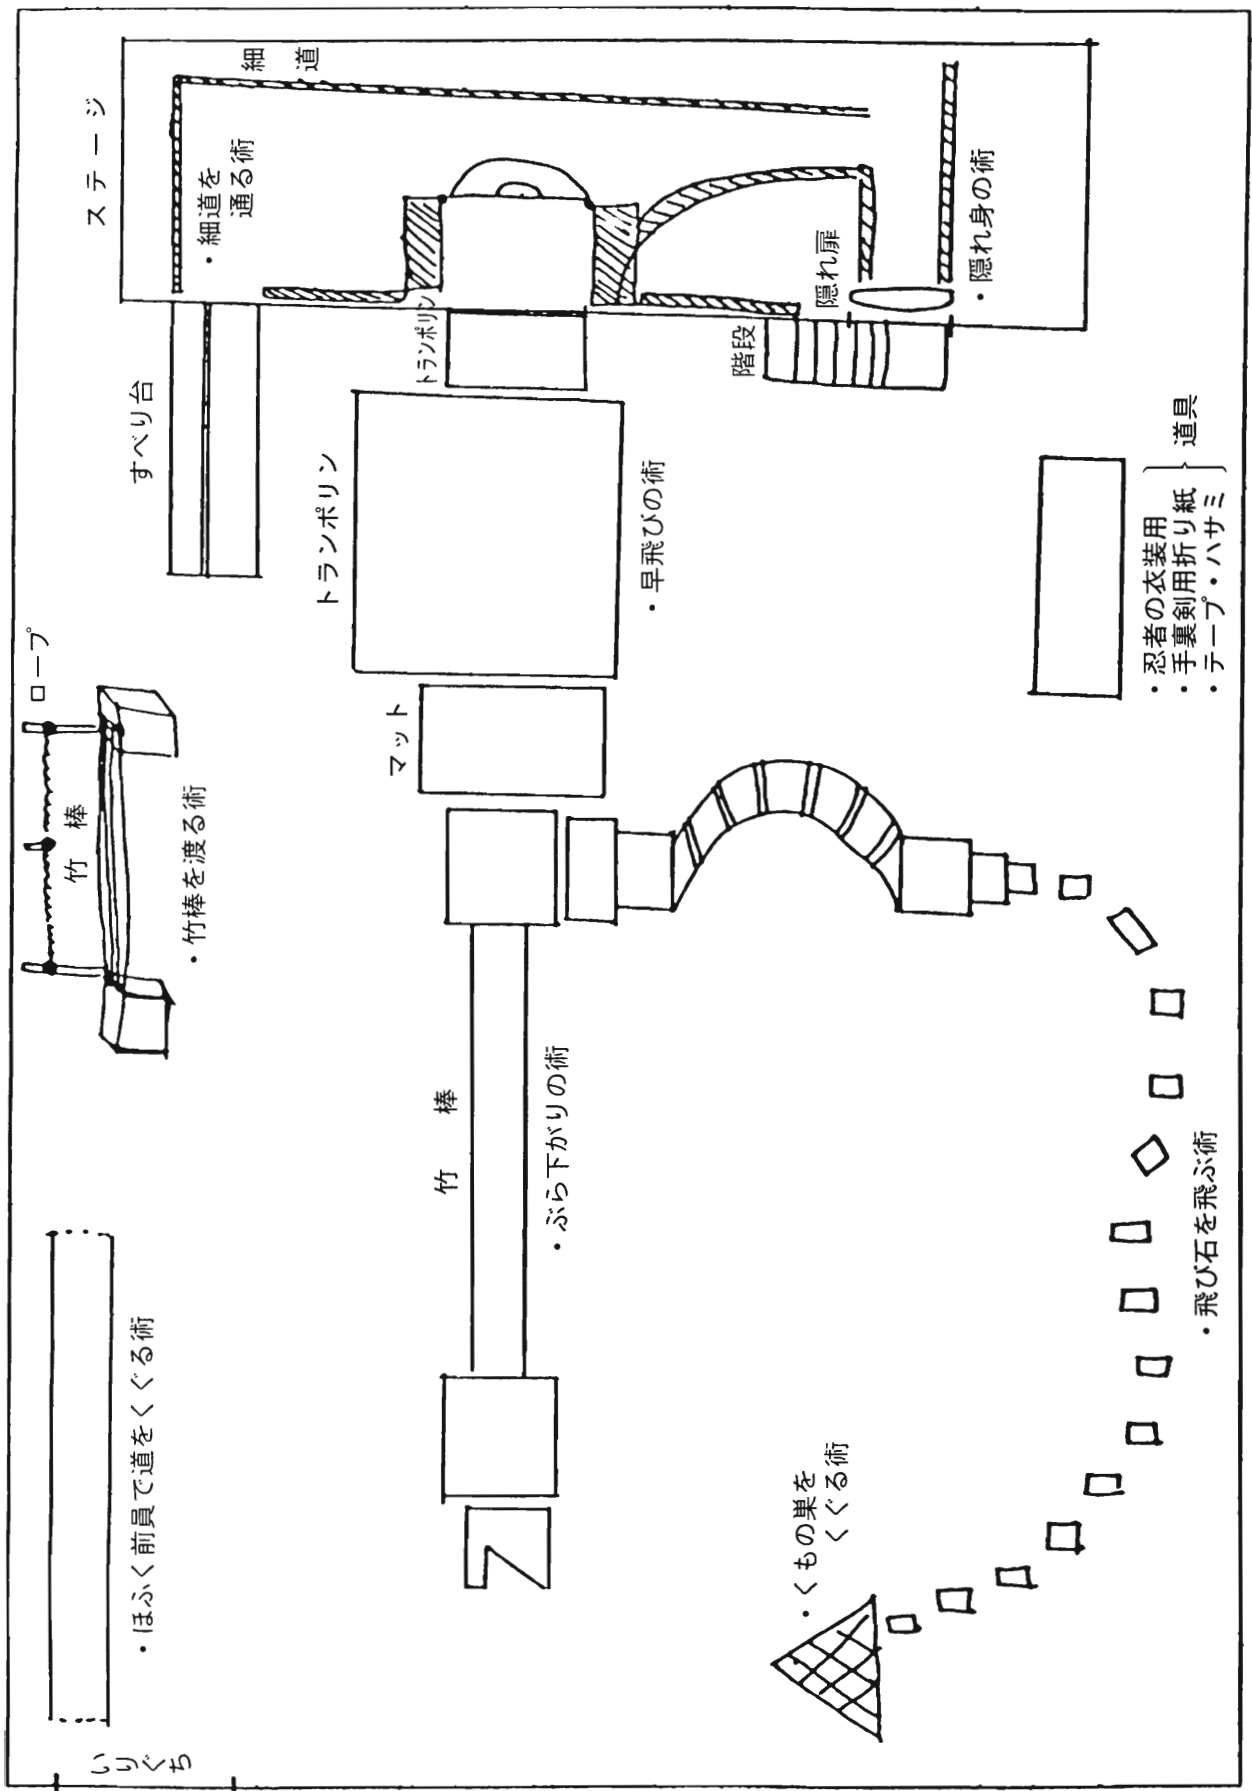 いりぐち
・ほふく前員で道をくぐる術
ロープ
竹 棒
・竹棒を渡る術
すべり台
ステージ
細 道
・細道を
通る術
トランポリン
トランポリン
・早飛びの術
マット
竹 棒
・ぶら下がりの術
階段
隠れ扉
・隠れ身の術
・くもの巣を
くぐる術
・飛び石を飛ぶ術
・忍者の衣装用
・手裏剣用折り紙
・テープ・ハサミ
道具